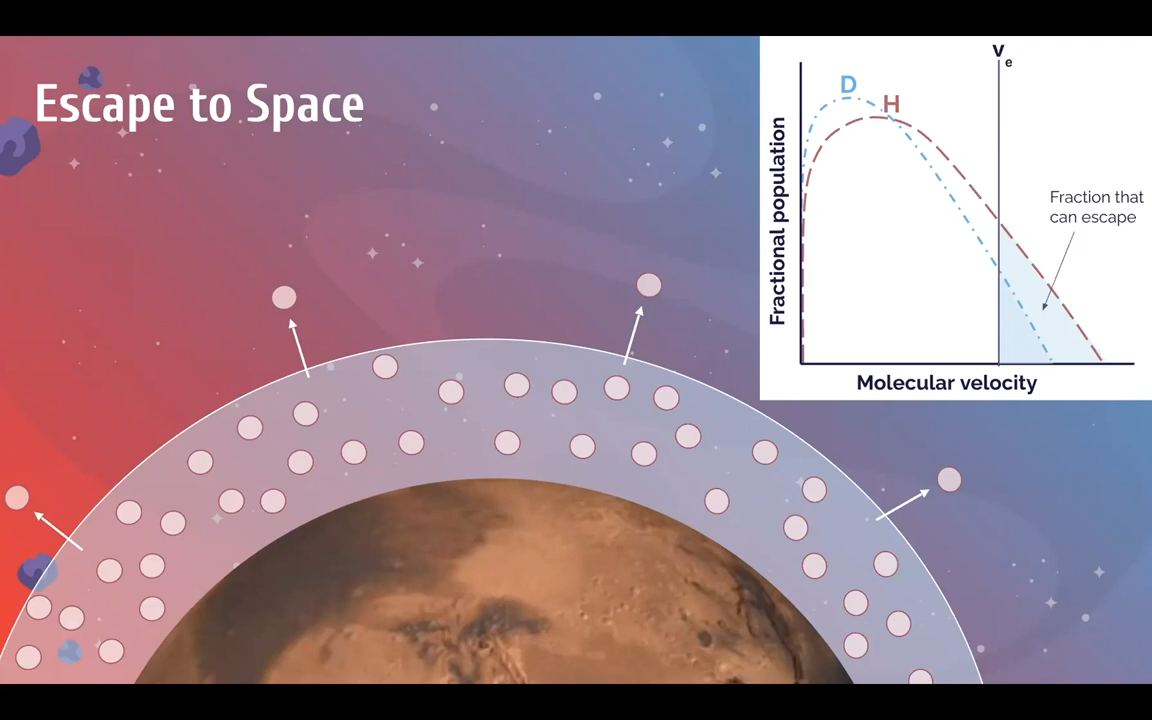 Escape to Space
v
e
D
H
Fractional population
Fraction that
can escape
Molecular velocity